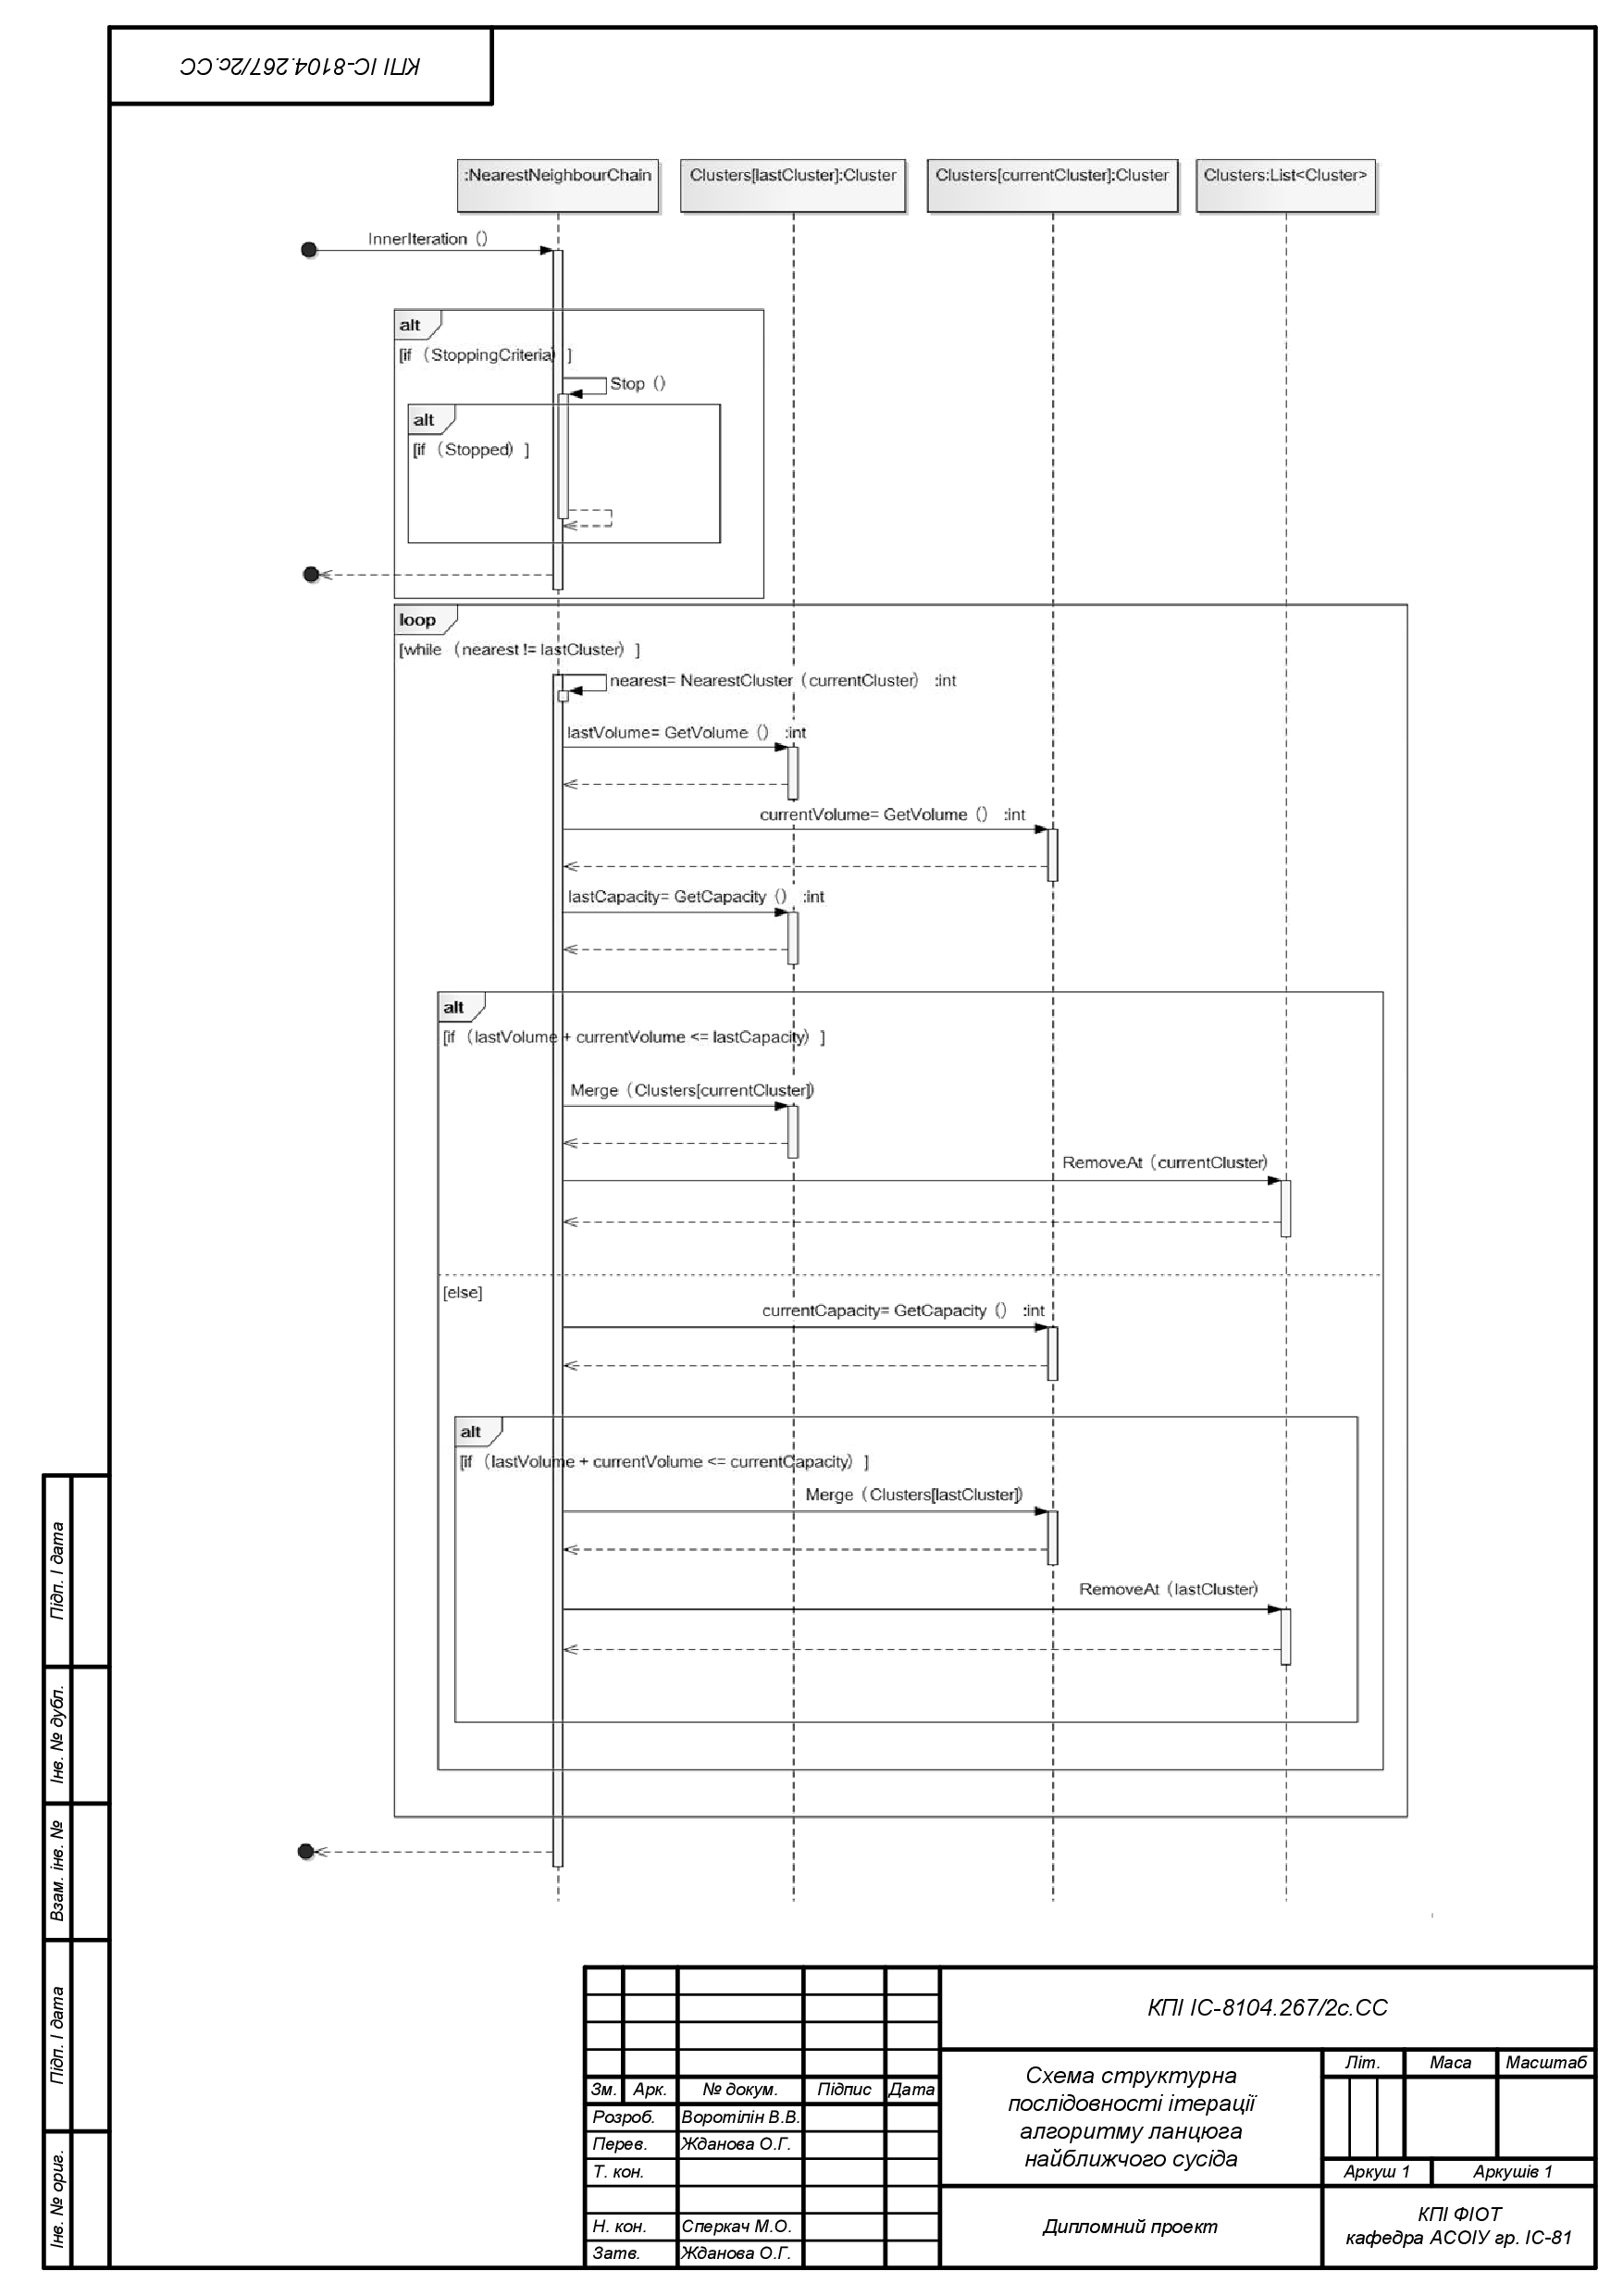 КПІ ІС-8104.267/2с.СС
:NearestNeighbourChain
Clusters[lastCluster]:Cluster
Clusters[currentCluster]:Cluster
Clusters:List<Cluster>
InnerIteration ()
alt
[if (StoppingCriteria) ]
Stop ()
alt
[if (Stopped) ]
loop
[while (nearest != lastCluster) ]
nearest= NearestCluster (currentCluster) :int
lastVolume= GetVolume () :int
currentVolume= GetVolume () :int
lastCapacity= GetCapacity () :int
alt
[if (lastVolume + currentVolume <= lastCapacity) ]
Merge (Clusters[currentCluster])
RemoveAt (currentCluster)
[else]
currentCapacity= GetCapacity () :int
alt
[if (lastVolume + currentVolume <= currentCapacity) ]
Merge (Clusters[lastCluster])
RemoveAt (lastCluster)
Підп. І дата
Інв. № дубл.
Взам. інв. №
Підп. І дата
Інв. № ориг.
КПІ ІС-8104.267/2с.СС
Схема структурна
послідовності ітерації
алгоритму ланцюга
найближчого сусіда
Літ. Маса Масштаб
Зм. Арк. № докум. Підпис Дата
Розроб. Воротілін В.В.
Перев. Жданова О.Г.
Т. кон.
Аркуш 1 Аркушів 1
Н. кон. Сперкач М.О.
Затв. Жданова О.Г.
Дипломний проект
КПІ ФІОТ
кафедра АСОІУ гр. ІС-81